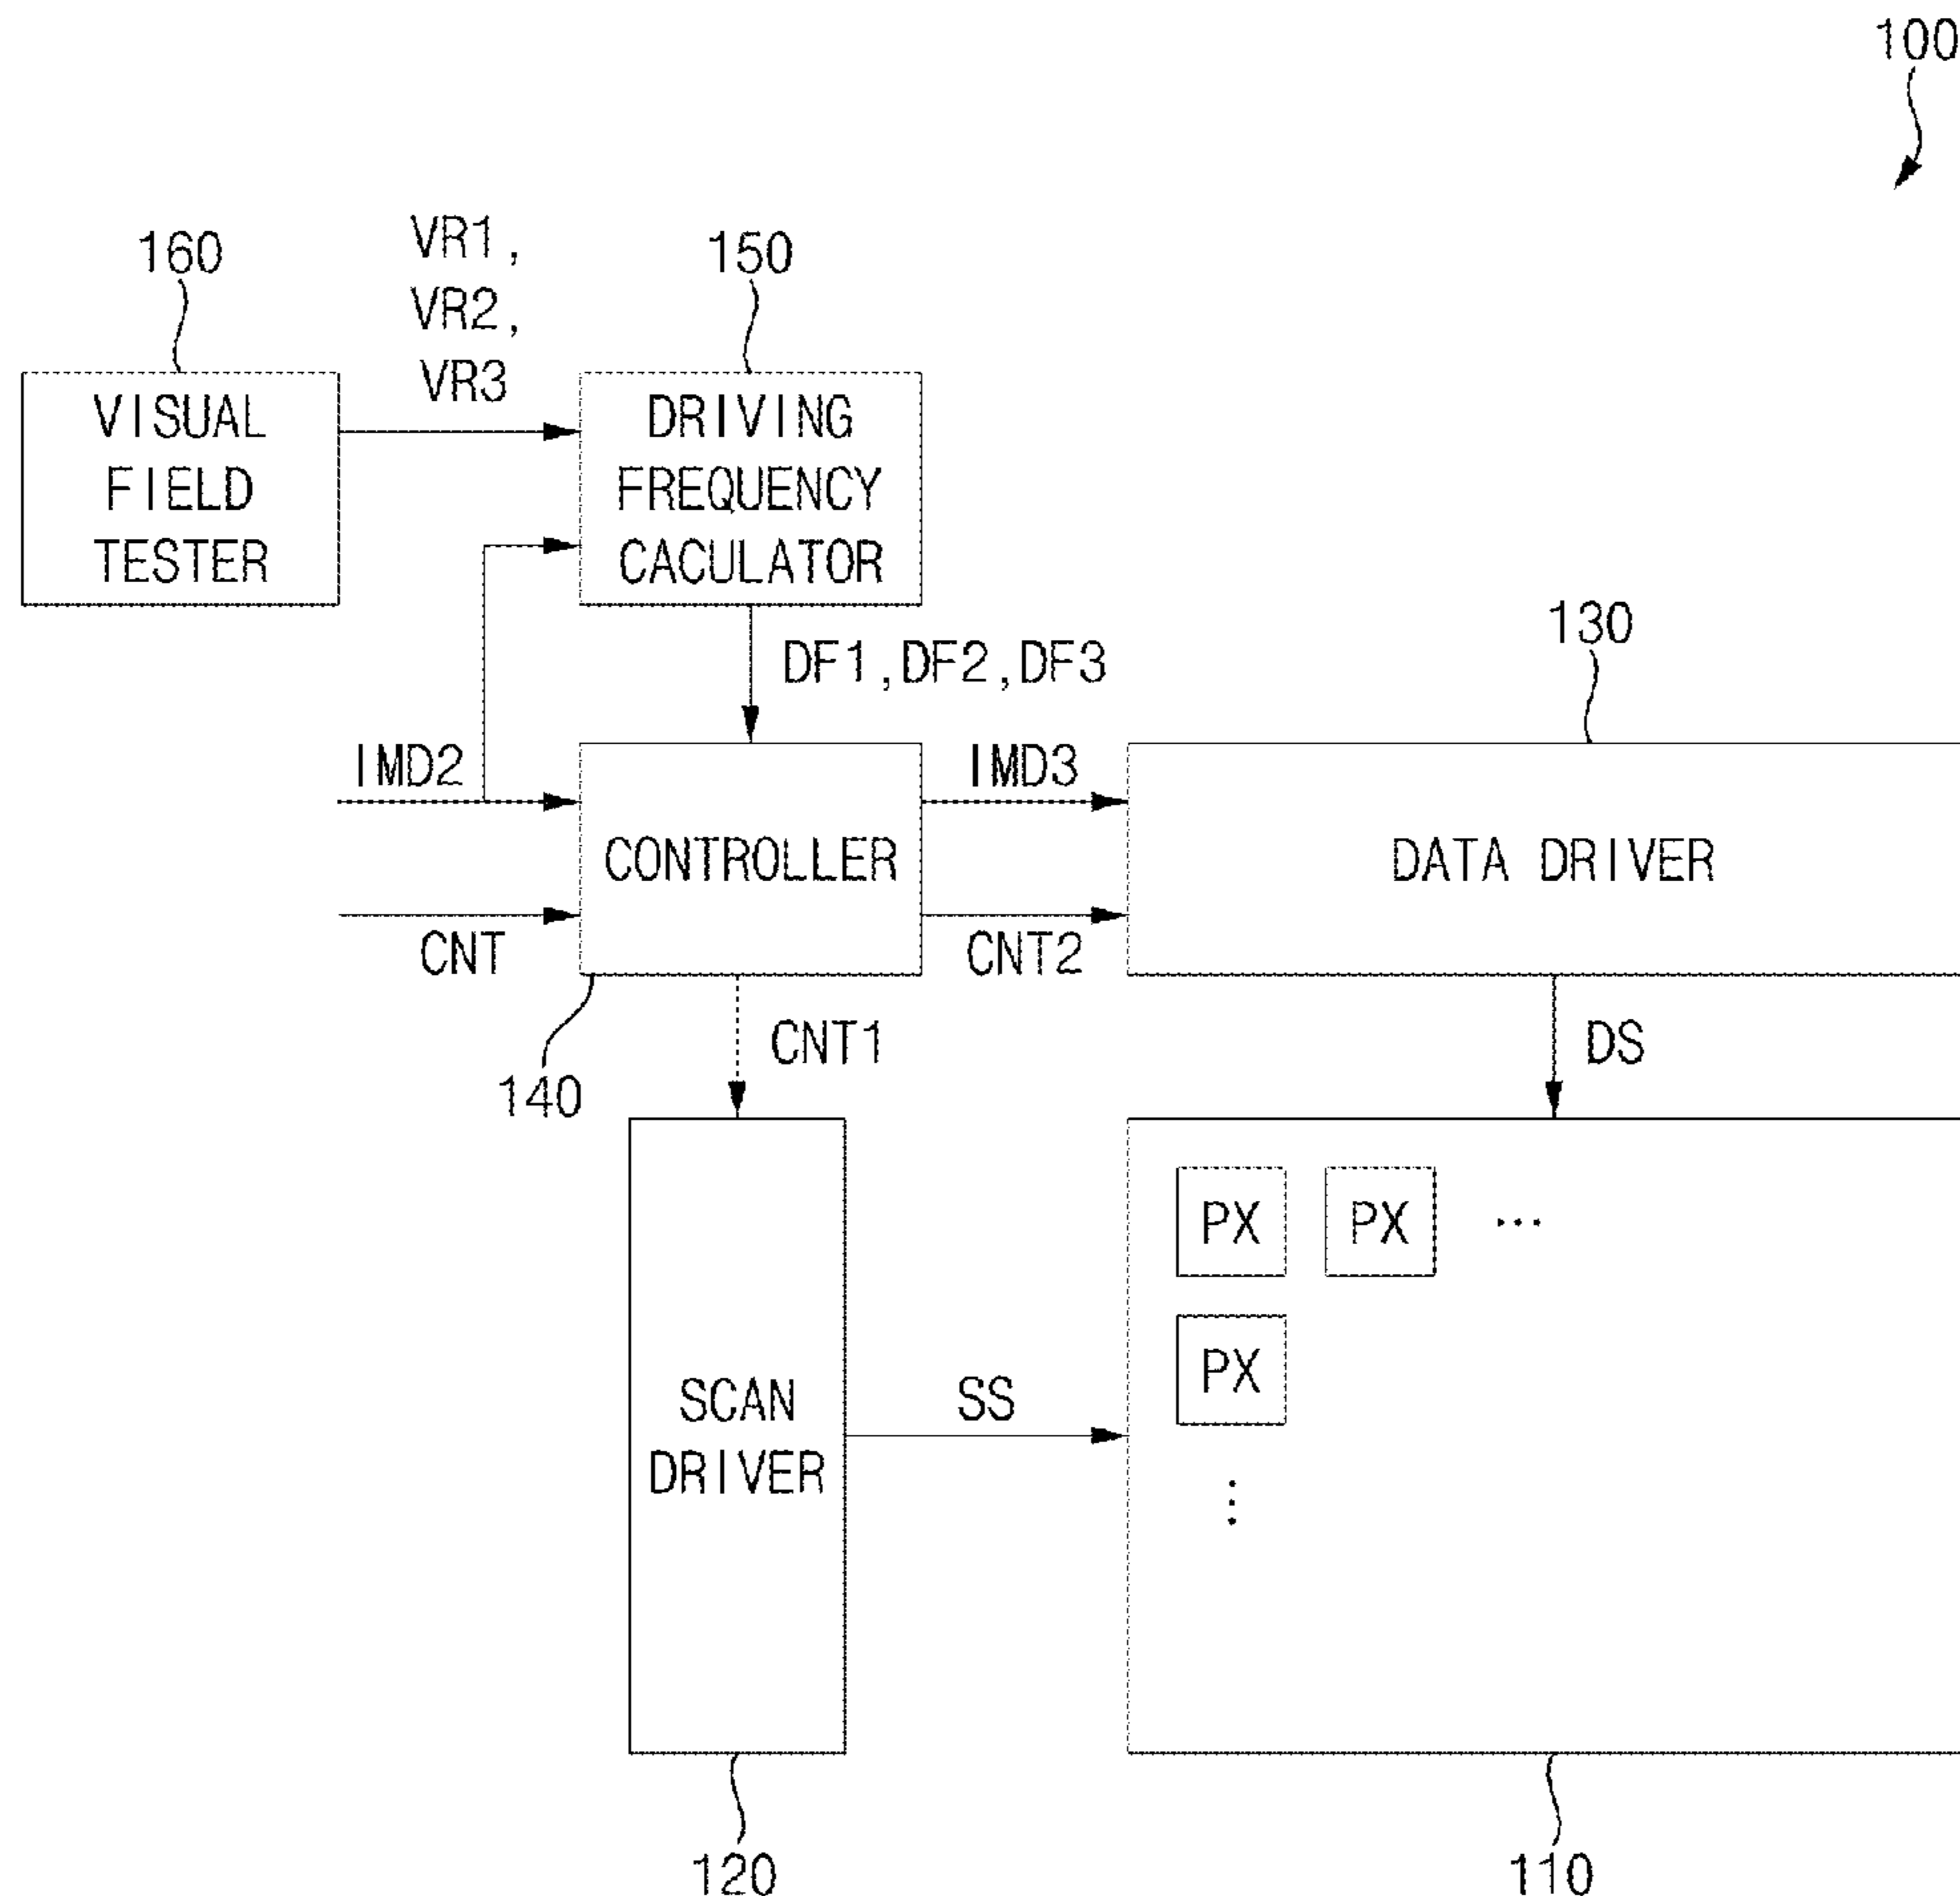 100
160
VR1,
VR2,
VR3
150
VISUAL
FIELD
TESTER
DRIVING
FREQUENCY
CACULATOR
DF1,DF2,DF3
130
IMD2
IMD3
CONTROLLER
DATA DRIVER
CNT
CNT2
140
CNT1
DS
PX
PX
...
PX
SCAN
DRIVER
SS
120
110